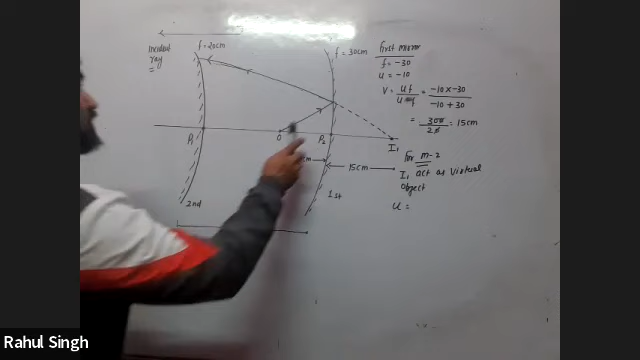 Incident
ray
f = 20cm
f = 30cm
P₁
O
P₂
I₁
15cm
1st
2nd
First mirror
f = -30
u = -10
V = uf / u-f = -10 x -30 / -10 + 30
= 300 / 20 = 15cm
For m-2
I₁ act as virtual
object
u =
Rahul Singh